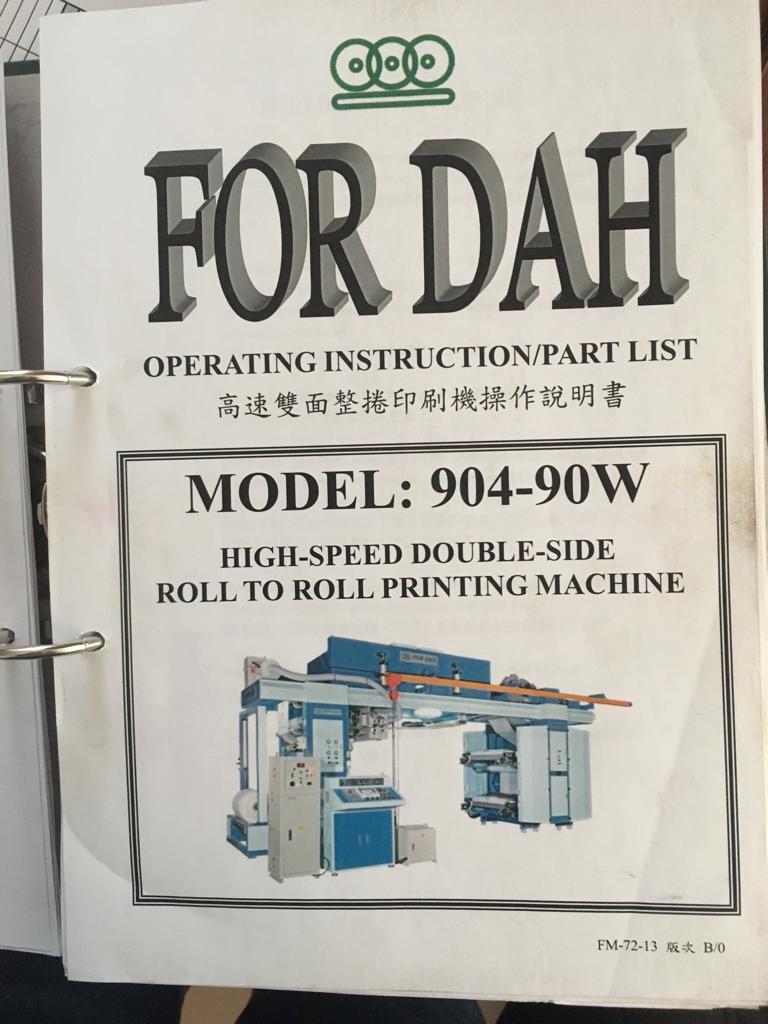 FOR DAH
OPERATING INSTRUCTION/PART LIST
高速雙面整捲印刷機操作說明書
MODEL: 904-90W
HIGH-SPEED DOUBLE-SIDE
ROLL TO ROLL PRINTING MACHINE
FOR DAH
FM-72-13 版次 B/0